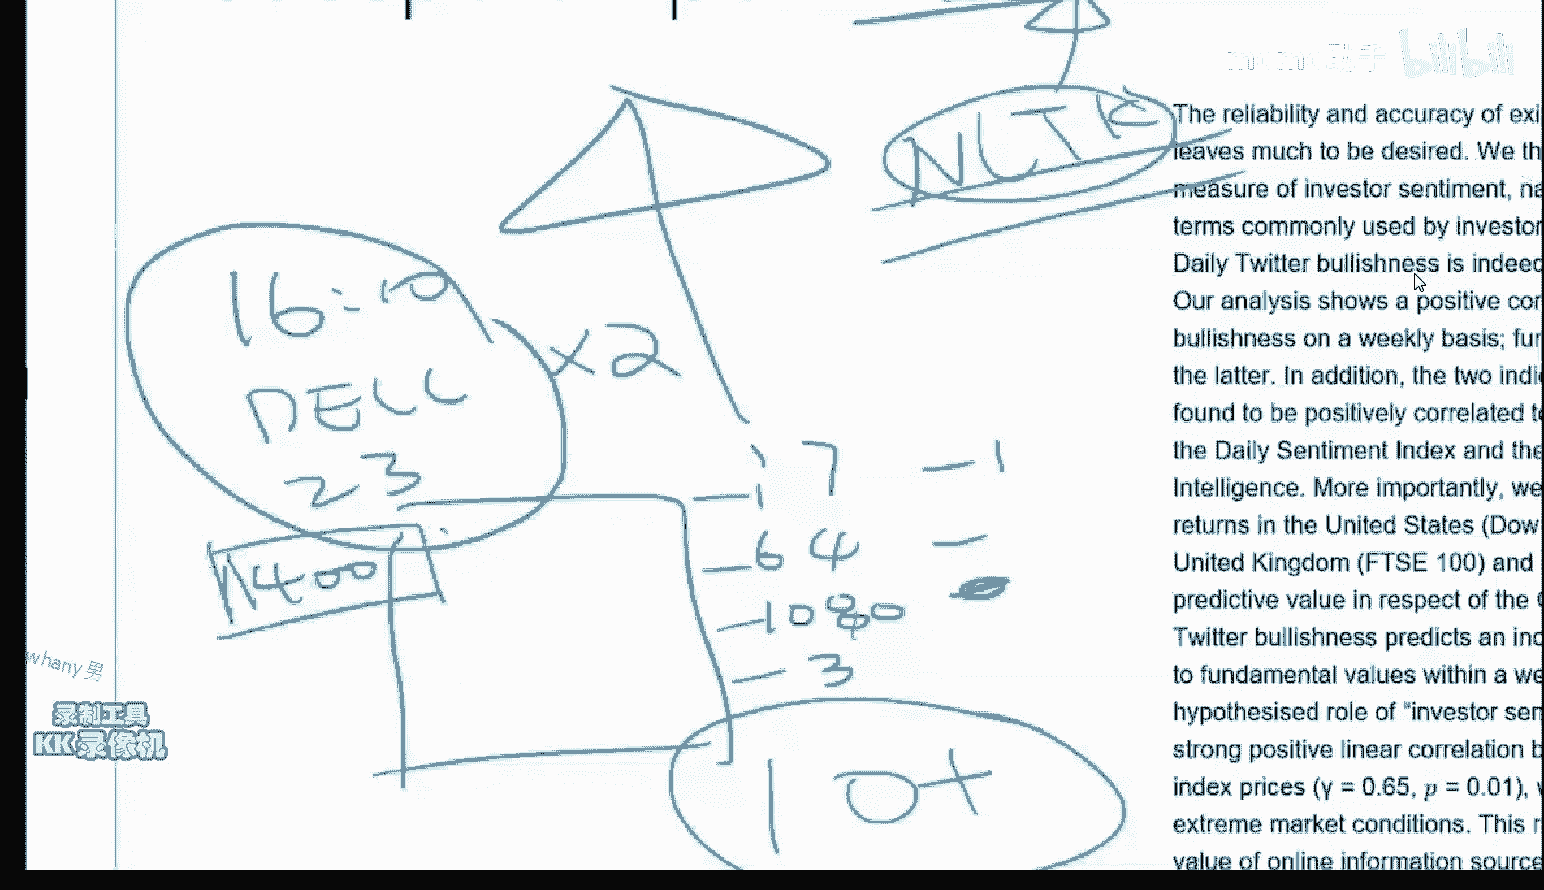 bilibili
NLTK
The reliability and accuracy of exi
leaves much to be desired. We th
measure of investor sentiment, na
terms commonly used by investor
Daily Twitter bullishness is indeed
Our analysis shows a positive cor
bullishness on a weekly basis; fur
the latter. In addition, the two indi
found to be positively correlated t
the Daily Sentiment Index and the
Intelligence. More importantly, we
returns in the United States (Dow
United Kingdom (FTSE 100) and
predictive value in respect of the
Twitter bullishness predicts an inc
to fundamental values within a we
hypothesised role of "investor sen
strong positive linear correlation b
index prices (γ = 0.65, p = 0.01), 
extreme market conditions. This r
value of online information source
16:10
DELL
23
×2
1400
i7 -1
64 -
1080
3
10+
whany 男
录制工具
KK录像机